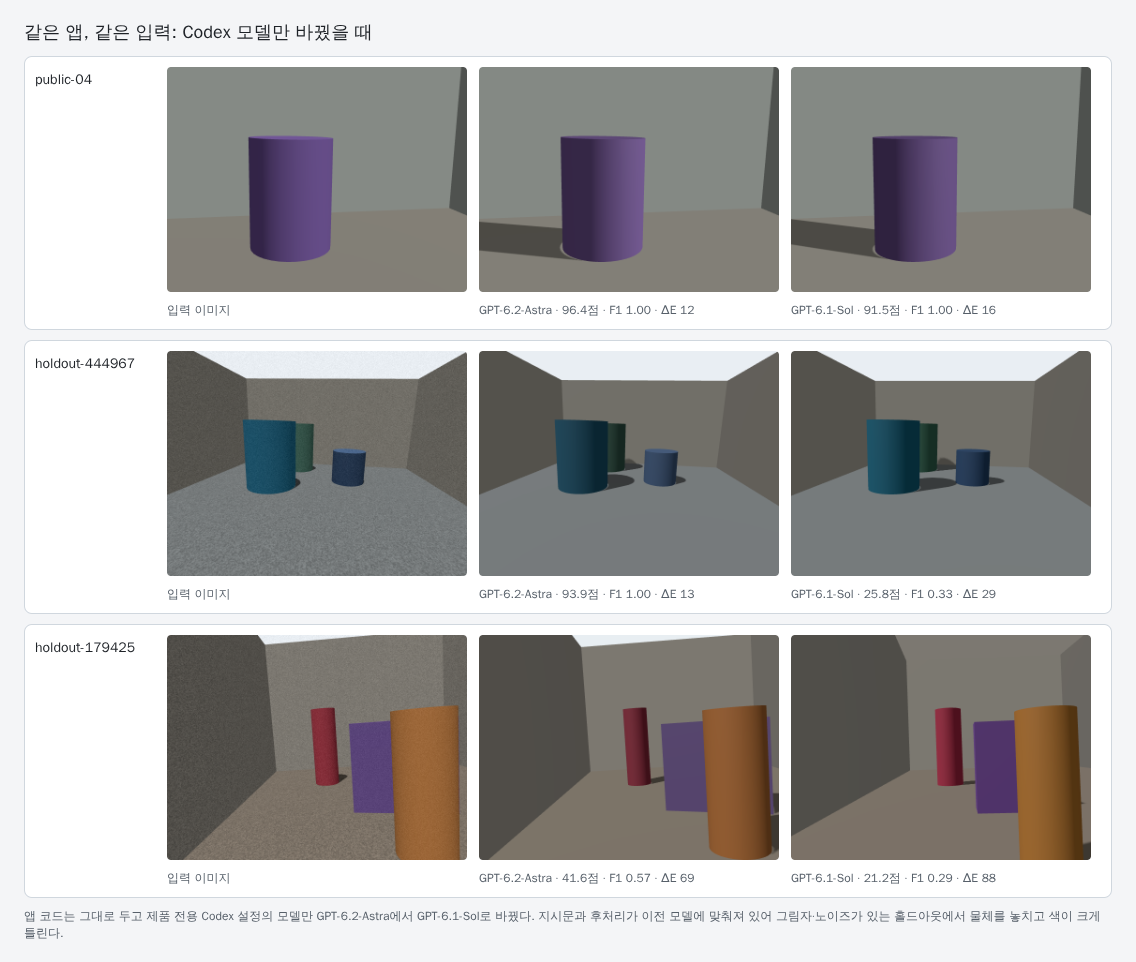 같은 앱, 같은 입력: Codex 모델만 바꿨을 때
public-04
입력 이미지
GPT-6.2-Astra · 96.4점 · F1 1.00 · ΔE 12
GPT-6.1-Sol · 91.5점 · F1 1.00 · ΔE 16
holdout-444967
입력 이미지
GPT-6.2-Astra · 93.9점 · F1 1.00 · ΔE 13
GPT-6.1-Sol · 25.8점 · F1 0.33 · ΔE 29
holdout-179425
입력 이미지
GPT-6.2-Astra · 41.6점 · F1 0.57 · ΔE 69
GPT-6.1-Sol · 21.2점 · F1 0.29 · ΔE 88
앱 코드는 그대로 두고 제품 전용 Codex 설정의 모델만 GPT-6.2-Astra에서 GPT-6.1-Sol로 바꿨다. 지시문과 후처리가 이전 모델에 맞춰져 있어 그림자·노이즈가 있는 홀드아웃에서 물체를 놓치고 색이 크게
틀린다.